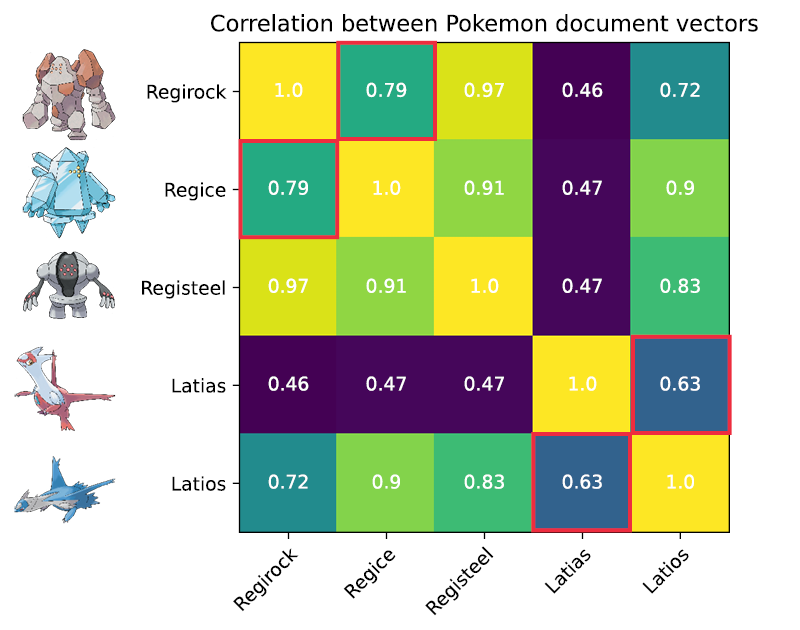 Correlation between Pokemon document vectors
Regirock 1.0 0.79 0.97 0.46 0.72
Regice 0.79 1.0 0.91 0.47 0.9
Registeel 0.97 0.91 1.0 0.47 0.83
Latias 0.46 0.47 0.47 1.0 0.63
Latios 0.72 0.9 0.83 0.63 1.0
Regirock Regice Registeel Latias Latios